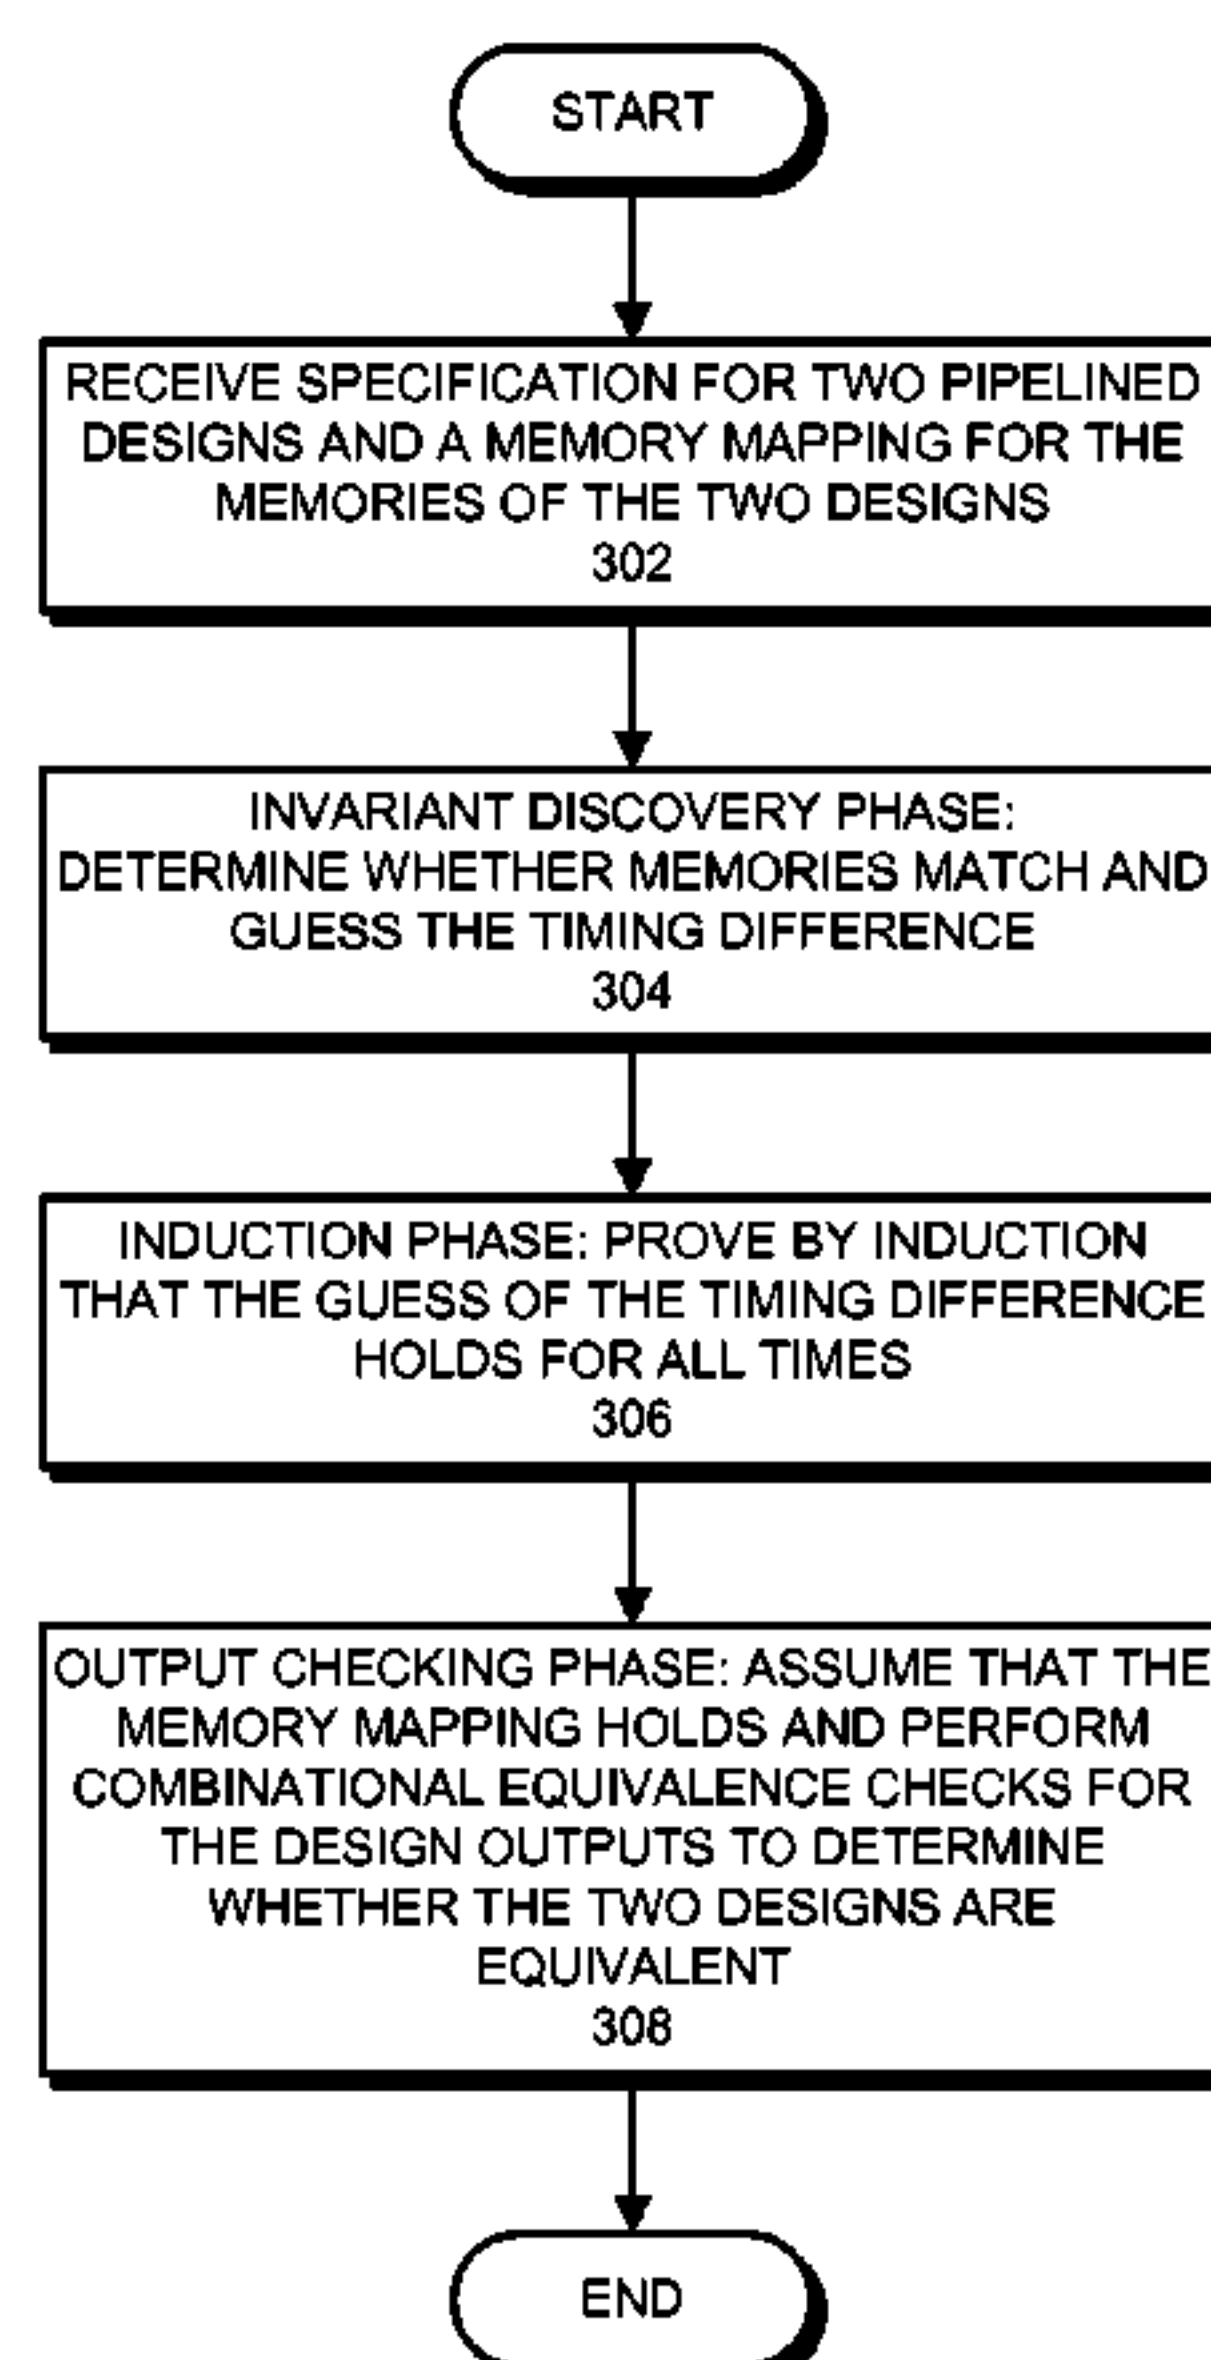 START
RECEIVE SPECIFICATION FOR TWO PIPELINED
DESIGNS AND A MEMORY MAPPING FOR THE
MEMORIES OF THE TWO DESIGNS
302
INVARIANT DISCOVERY PHASE:
DETERMINE WHETHER MEMORIES MATCH AND
GUESS THE TIMING DIFFERENCE
304
INDUCTION PHASE: PROVE BY INDUCTION
THAT THE GUESS OF THE TIMING DIFFERENCE
HOLDS FOR ALL TIMES
306
OUTPUT CHECKING PHASE: ASSUME THAT THE
MEMORY MAPPING HOLDS AND PERFORM
COMBINATIONAL EQUIVALENCE CHECKS FOR
THE DESIGN OUTPUTS TO DETERMINE
WHETHER THE TWO DESIGNS ARE
EQUIVALENT
308
END